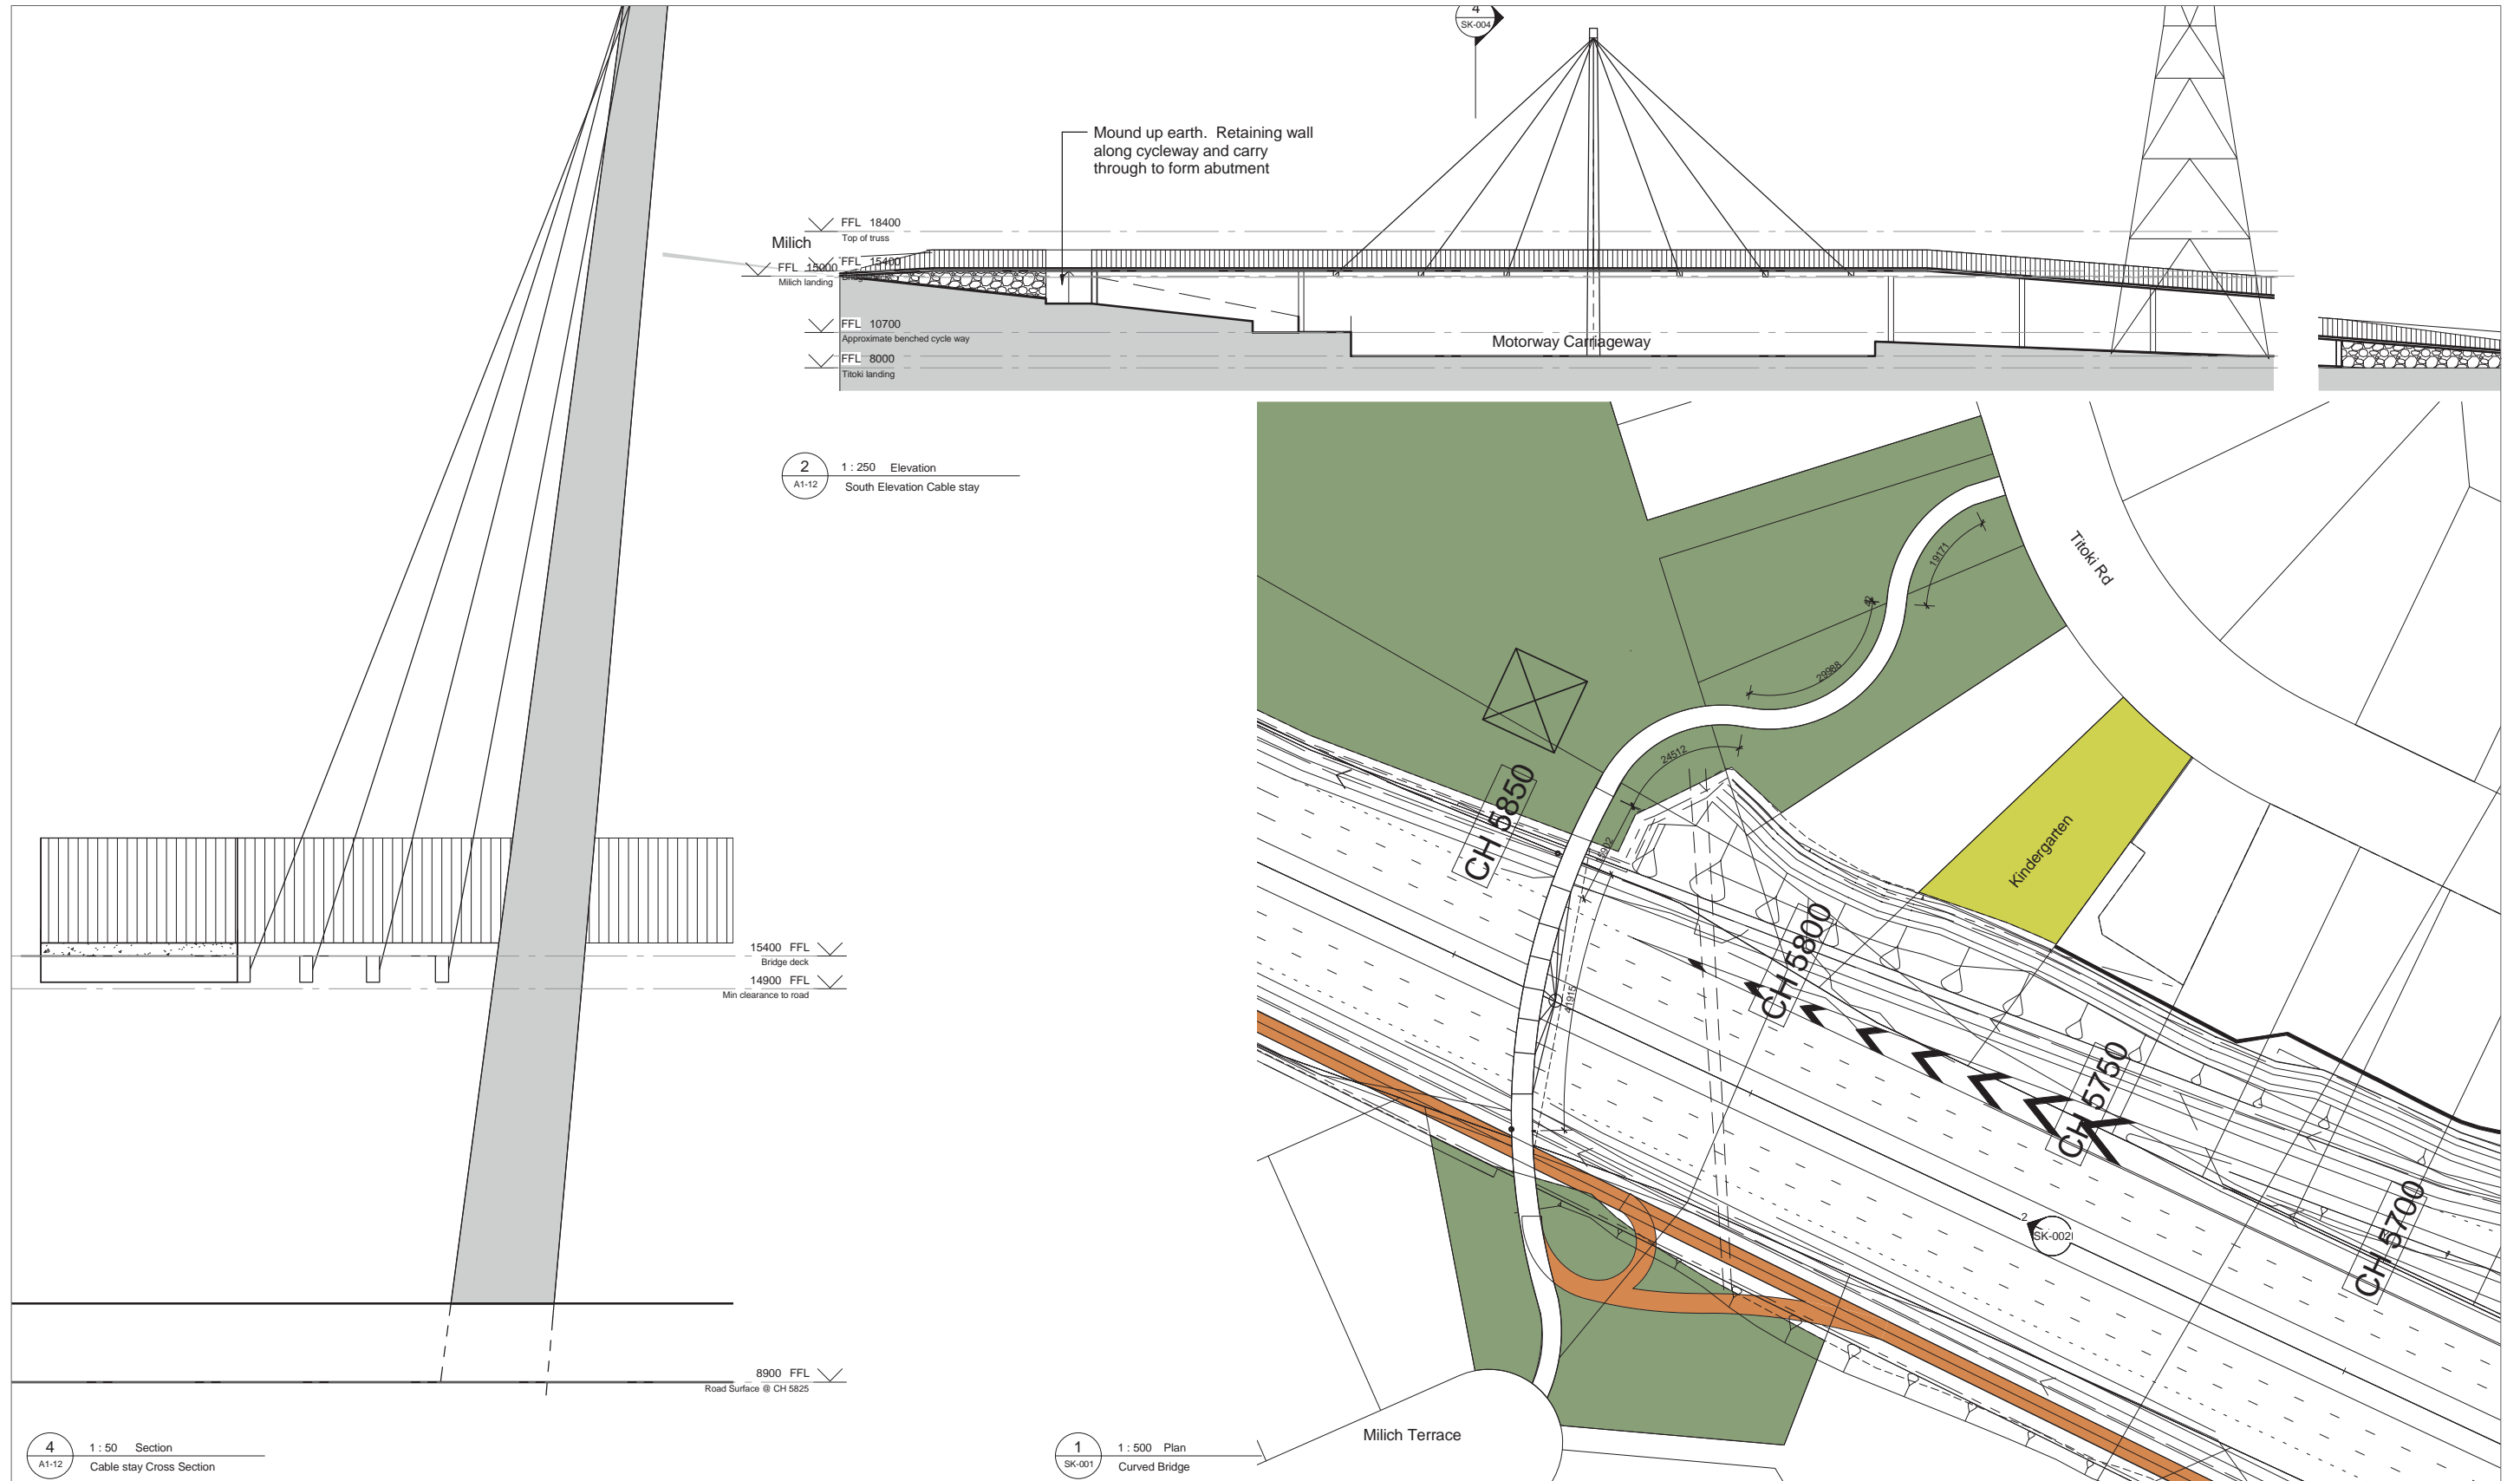 4
SK-004
Mound up earth. Retaining wall
along cycleway and carry
through to form abutment
FFL 18400
Top of truss
Milich
FFL 15400
FFL 15000
Milich landing
FFL 10700
Approximate benched cycle way
FFL 8000
Titoki landing
Motorway Carriageway
2
A1-12
1 : 250 Elevation
South Elevation Cable stay
15400 FFL
Bridge deck
14900 FFL
Min clearance to road
8900 FFL
Road Surface @ CH 5825
4
A1-12
1 : 50 Section
Cable stay Cross Section
Titoki Rd
19171
29988
24512
41915
CH 5850
CH 5800
CH 5750
CH 5700
Kindergarten
2
SK-002
Milich Terrace
1
SK-001
1 : 500 Plan
Curved Bridge